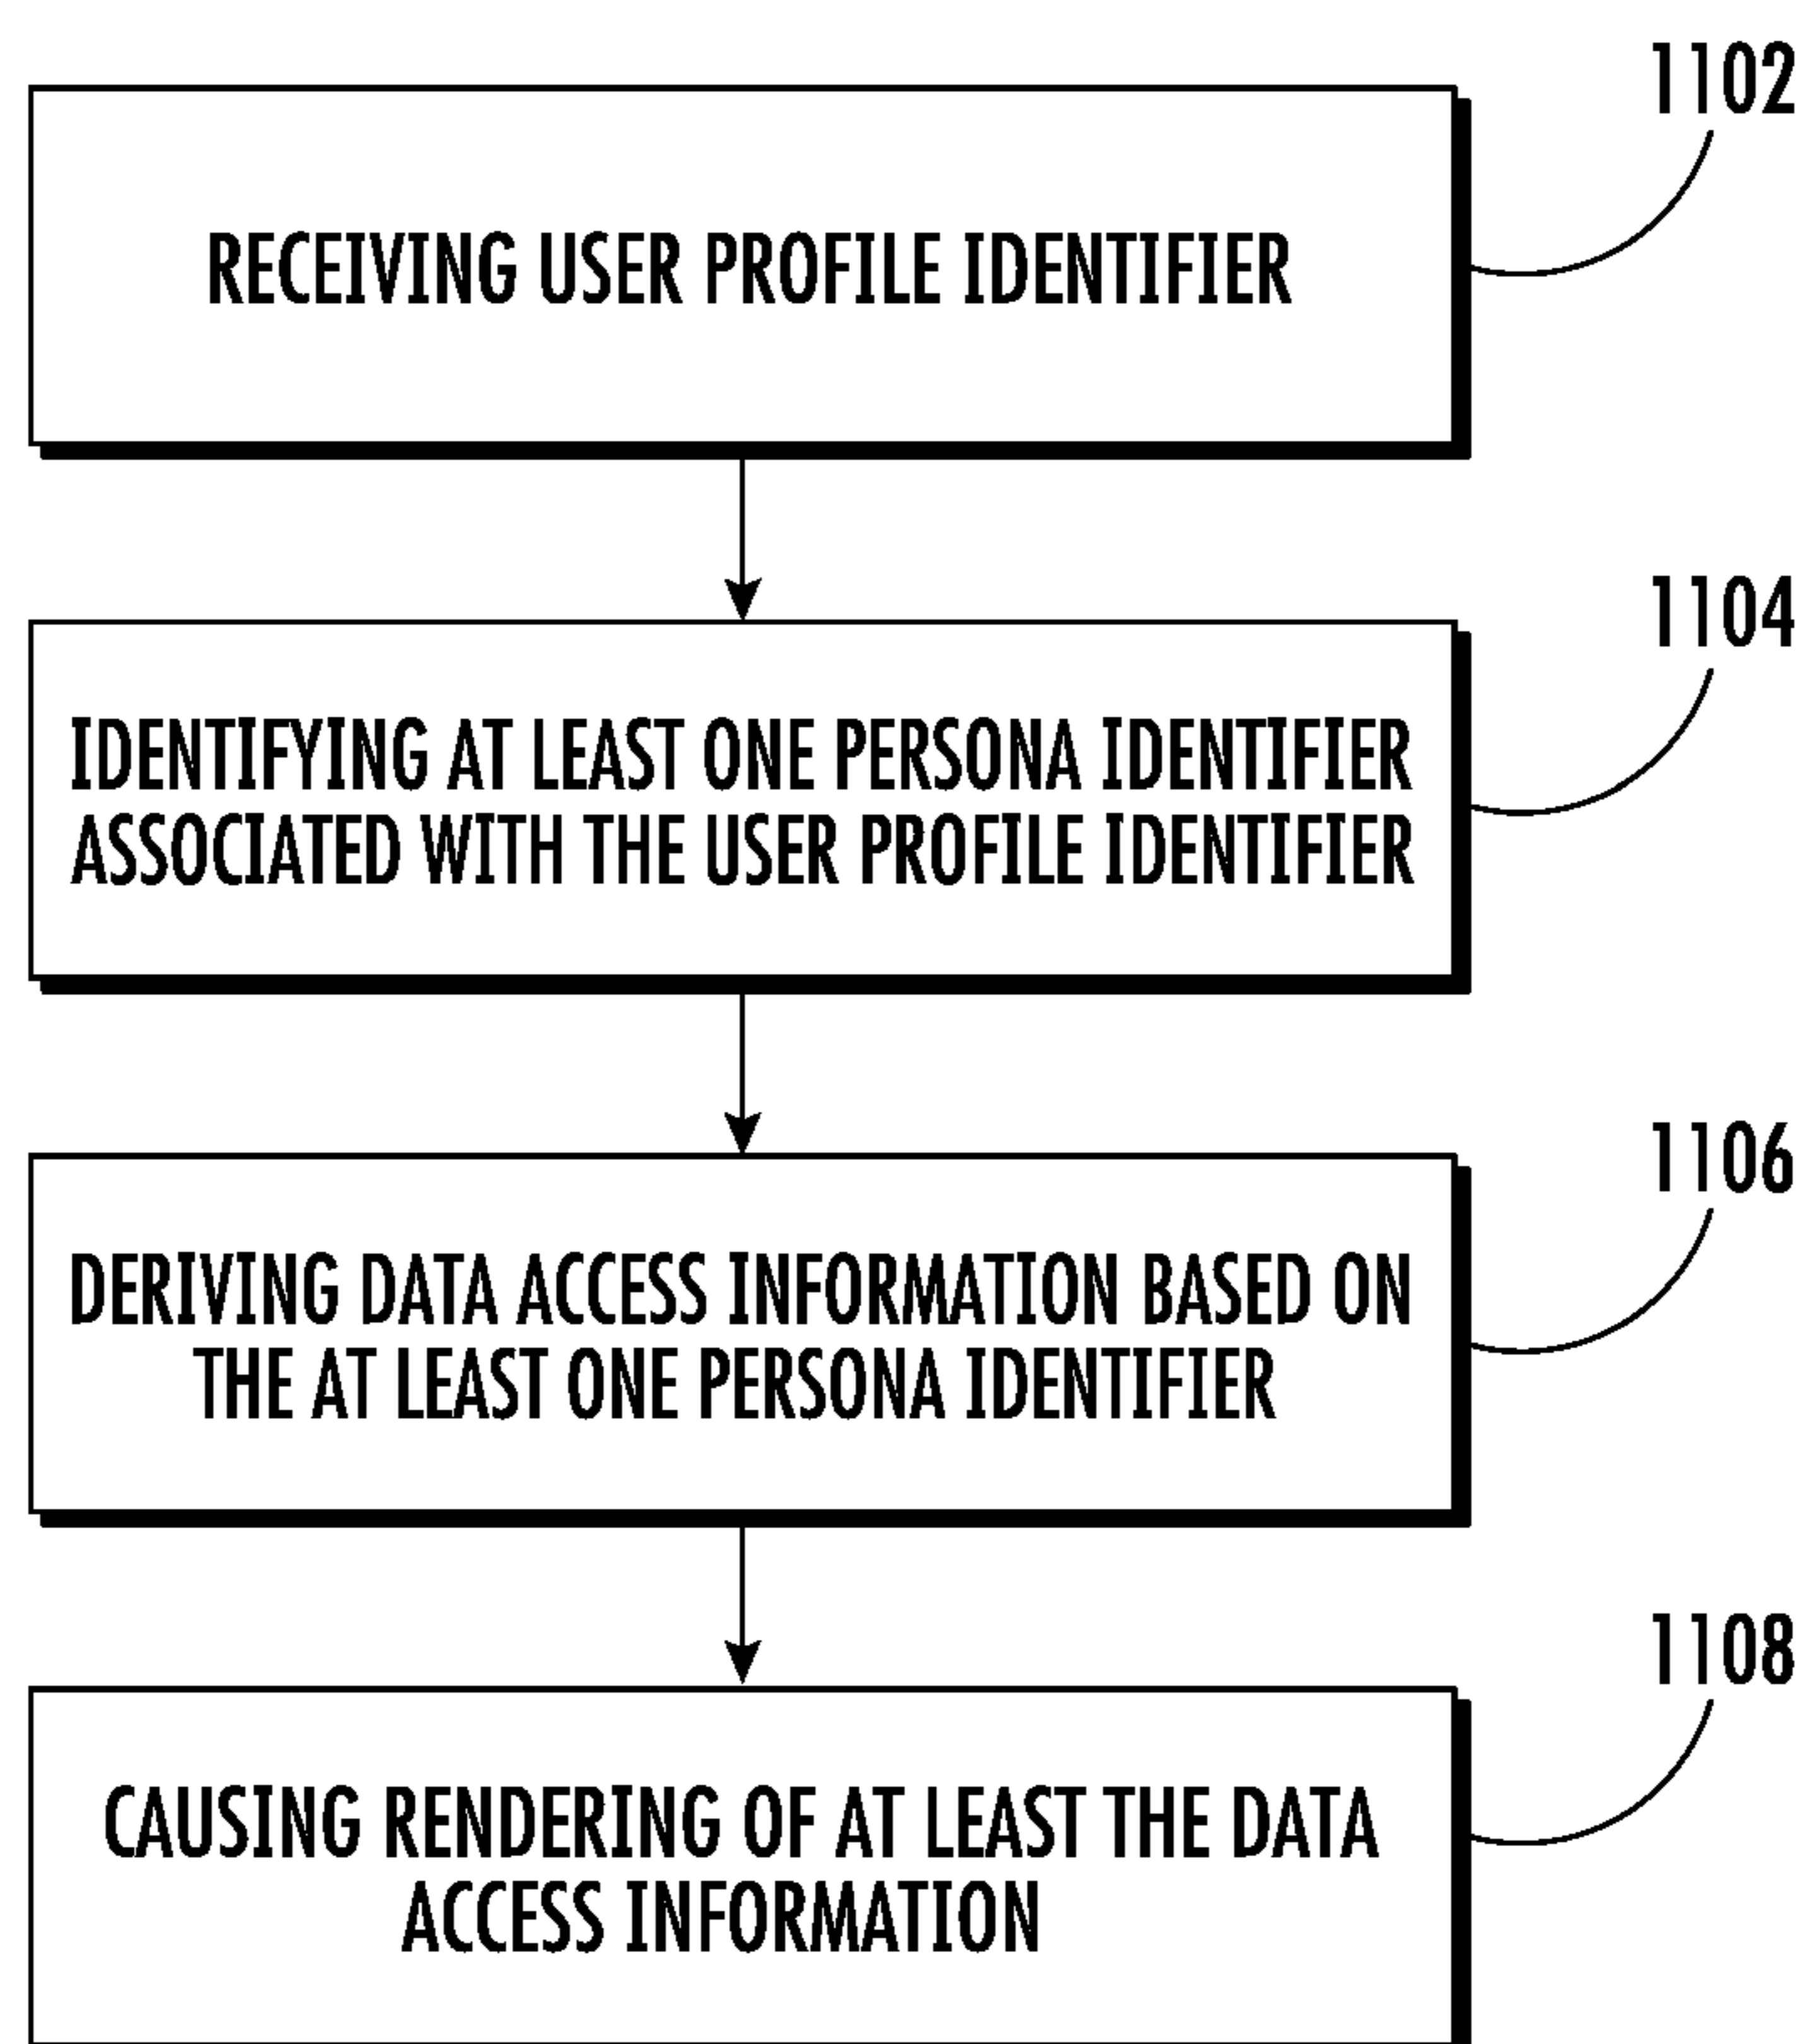 1102
RECEIVING USER PROFILE IDENTIFIER
1104
IDENTIFYING AT LEAST ONE PERSONA IDENTIFIER
ASSOCIATED WITH THE USER PROFILE IDENTIFIER
1106
DERIVING DATA ACCESS INFORMATION BASED ON
THE AT LEAST ONE PERSONA IDENTIFIER
1108
CAUSING RENDERING OF AT LEAST THE DATA
ACCESS INFORMATION